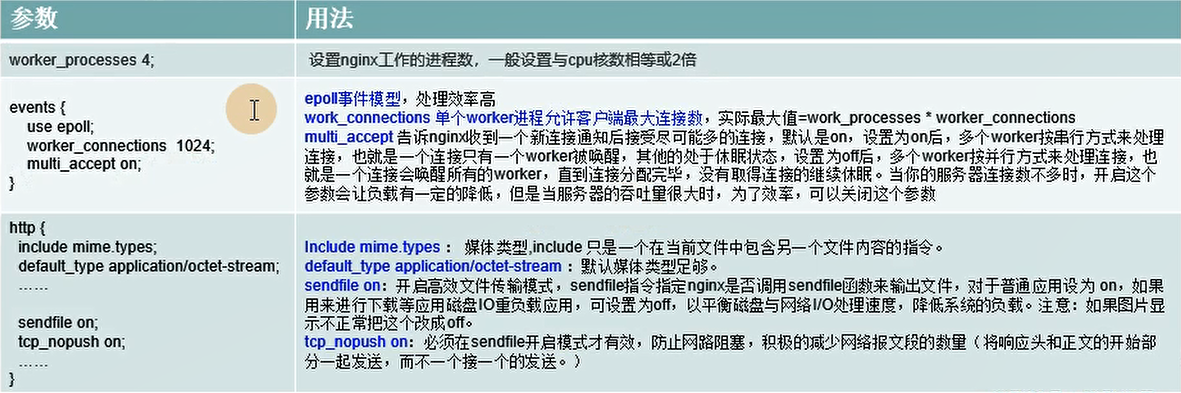 参数
用法
worker_processes 4;
设置nginx工作的进程数，一般设置与cpu核数相等或2倍
events {
use epoll;
worker_connections 1024;
multi_accept on;
}
epoll事件模型，处理效率高
work_connections 单个worker进程允许客户端最大连接数，实际最大值=work_processes * worker_connections
multi_accept 告诉nginx收到一个新连接通知后接受尽可能多的连接，默认是on，设置为on后，多个worker按串行方式来处理
连接，也就是一个连接只有一个worker被唤醒，其他的处于休眠状态，设置为off后，多个worker按并行方式来处理连接，也
就是一个连接会唤醒所有的worker，直到连接分配完毕，没有取得连接的继续休眠。当你的服务器连接数不多时，开启这个
参数会让负载有一定的降低，但是当服务器的吞吐量很大时，为了效率，可以关闭这个参数
http {
include mime.types;
default_type application/octet-stream;
……
sendfile on;
tcp_nopush on;
……
}
Include mime.types ： 媒体类型,include 只是一个在当前文件中包含另一个文件内容的指令。
default_type application/octet-stream ：默认媒体类型足够。
sendfile on：开启高效文件传输模式，sendfile指令指定nginx是否调用sendfile函数来输出文件，对于普通应用设为 on，如果
用来进行下载等应用磁盘IO重负载应用，可设置为off，以平衡磁盘与网络I/O处理速度，降低系统的负载。注意：如果图片显
示不正常把这个改成off。
tcp_nopush on：必须在sendfile开启模式才有效，防止网路阻塞，积极的减少网络报文段的数量（将响应头和正文的开始部
分一起发送，而不一个接一个的发送。）